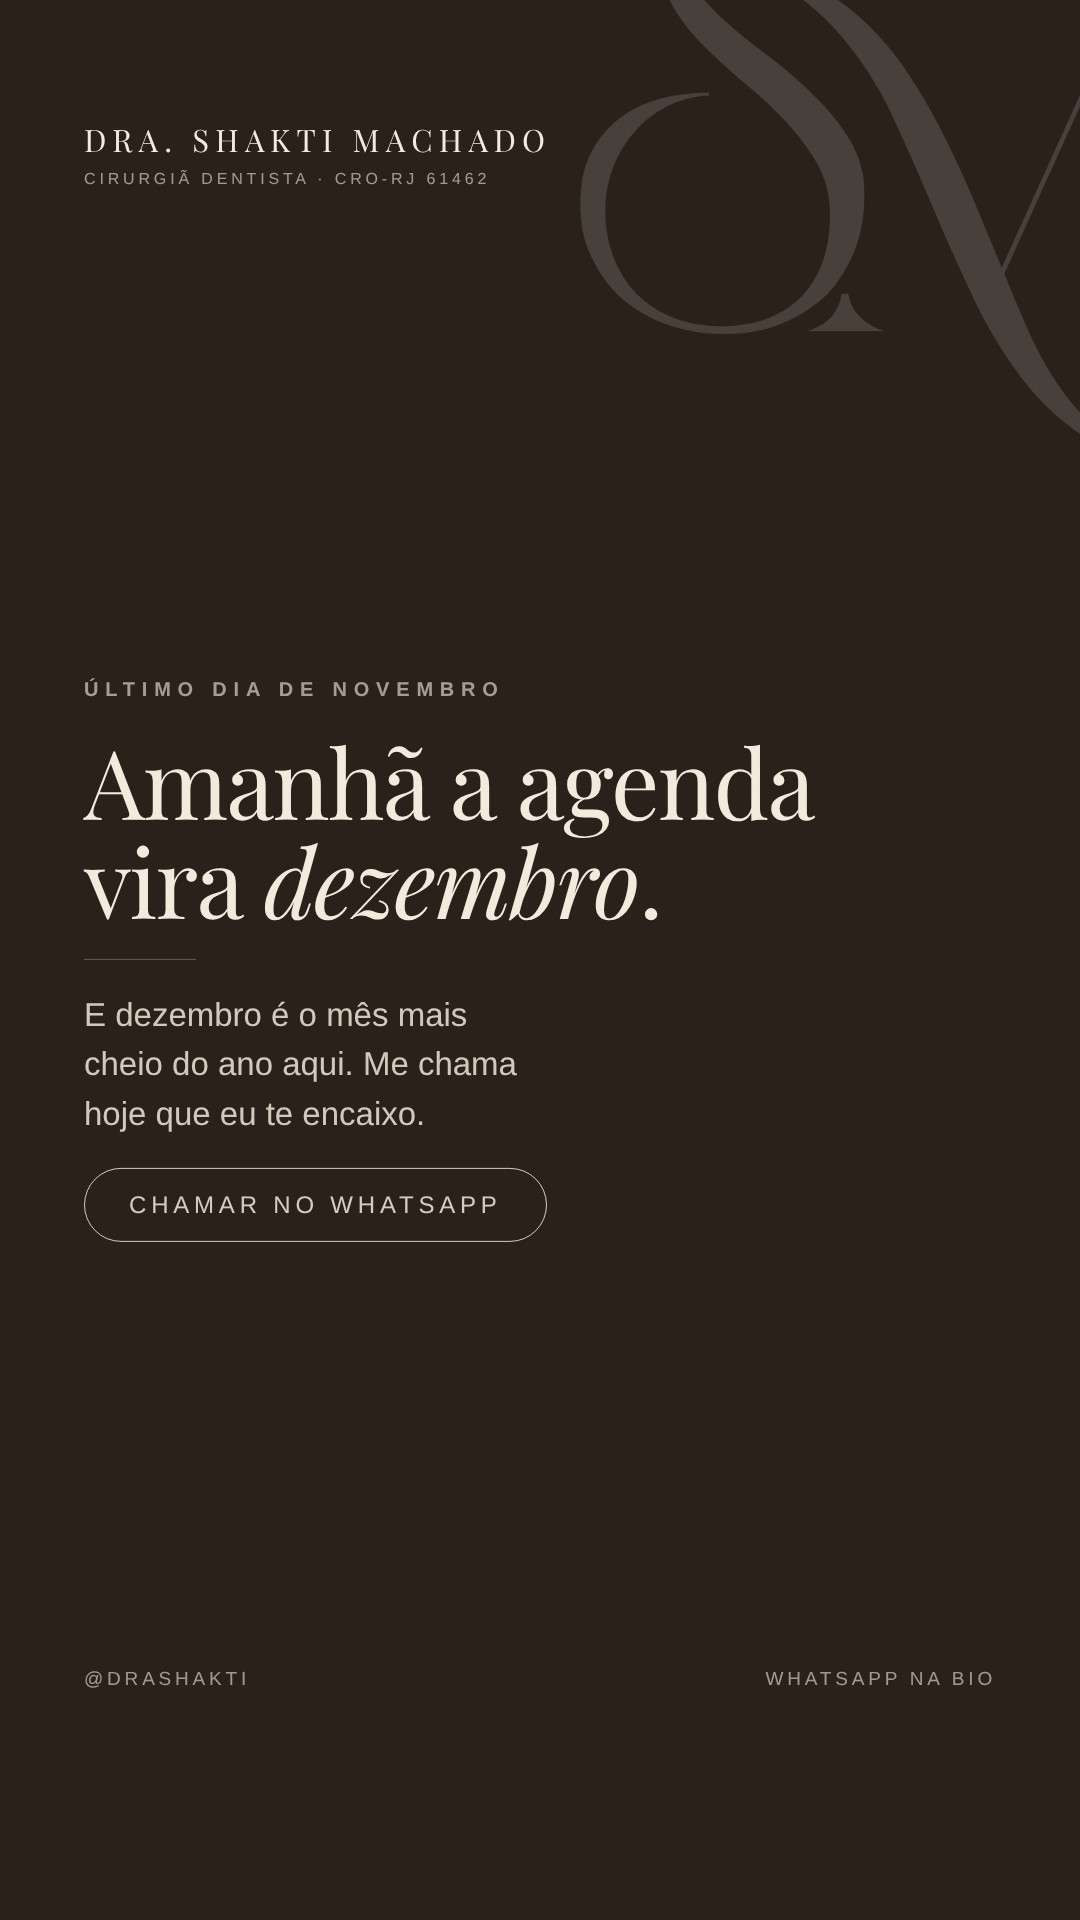 DRA. SHAKTI MACHADO
CIRURGIÃ DENTISTA · CRO-RJ 61462
ÚLTIMO DIA DE NOVEMBRO
Amanhã a agenda
vira dezembro.
E dezembro é o mês mais
cheio do ano aqui. Me chama
hoje que eu te encaixo.
CHAMAR NO WHATSAPP
@DRASHAKTI
WHATSAPP NA BIO